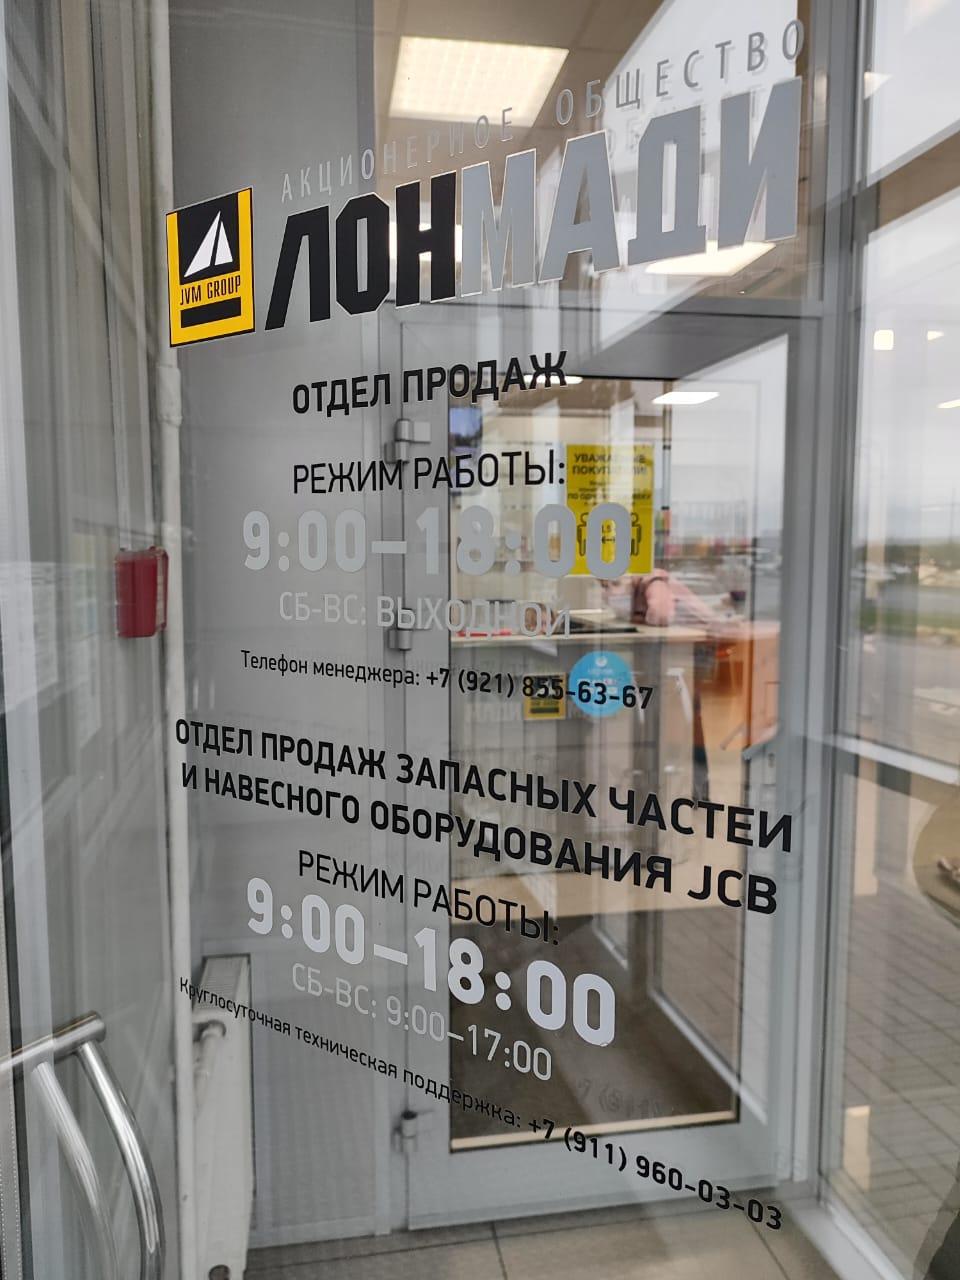 АКЦИОНЕРНОЕ ОБЩЕСТВО
JVM GROUP
ЛОНМАДИ
ОТДЕЛ ПРОДАЖ
РЕЖИМ РАБОТЫ:
9:00–18:00
СБ-ВС: ВЫХОДНОЙ
Телефон менеджера: +7 (921) 855-63-67
УВАЖАЕМЫЕ
ПОКУПАТЕЛИ!
ОТДЕЛ ПРОДАЖ ЗАПАСНЫХ ЧАСТЕЙ
И НАВЕСНОГО ОБОРУДОВАНИЯ JCB
РЕЖИМ РАБОТЫ:
9:00–18:00
СБ-ВС: 9:00–17:00
Круглосуточная техническая поддержка: +7 (911) 960-03-03